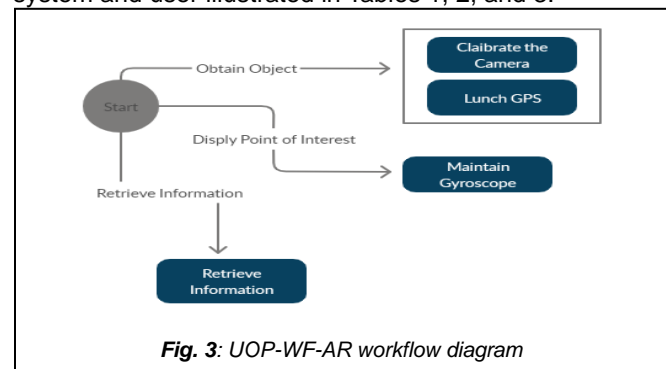 system and user illustrated in Tables 1, 2, and 3.
Obtain Object
Claibrate the
Camera
Lunch GPS
Start
Disply Point of Interest
Maintain
Gyroscope
Retrieve Information
Retrieve
Information
Fig. 3: UOP-WF-AR workflow diagram